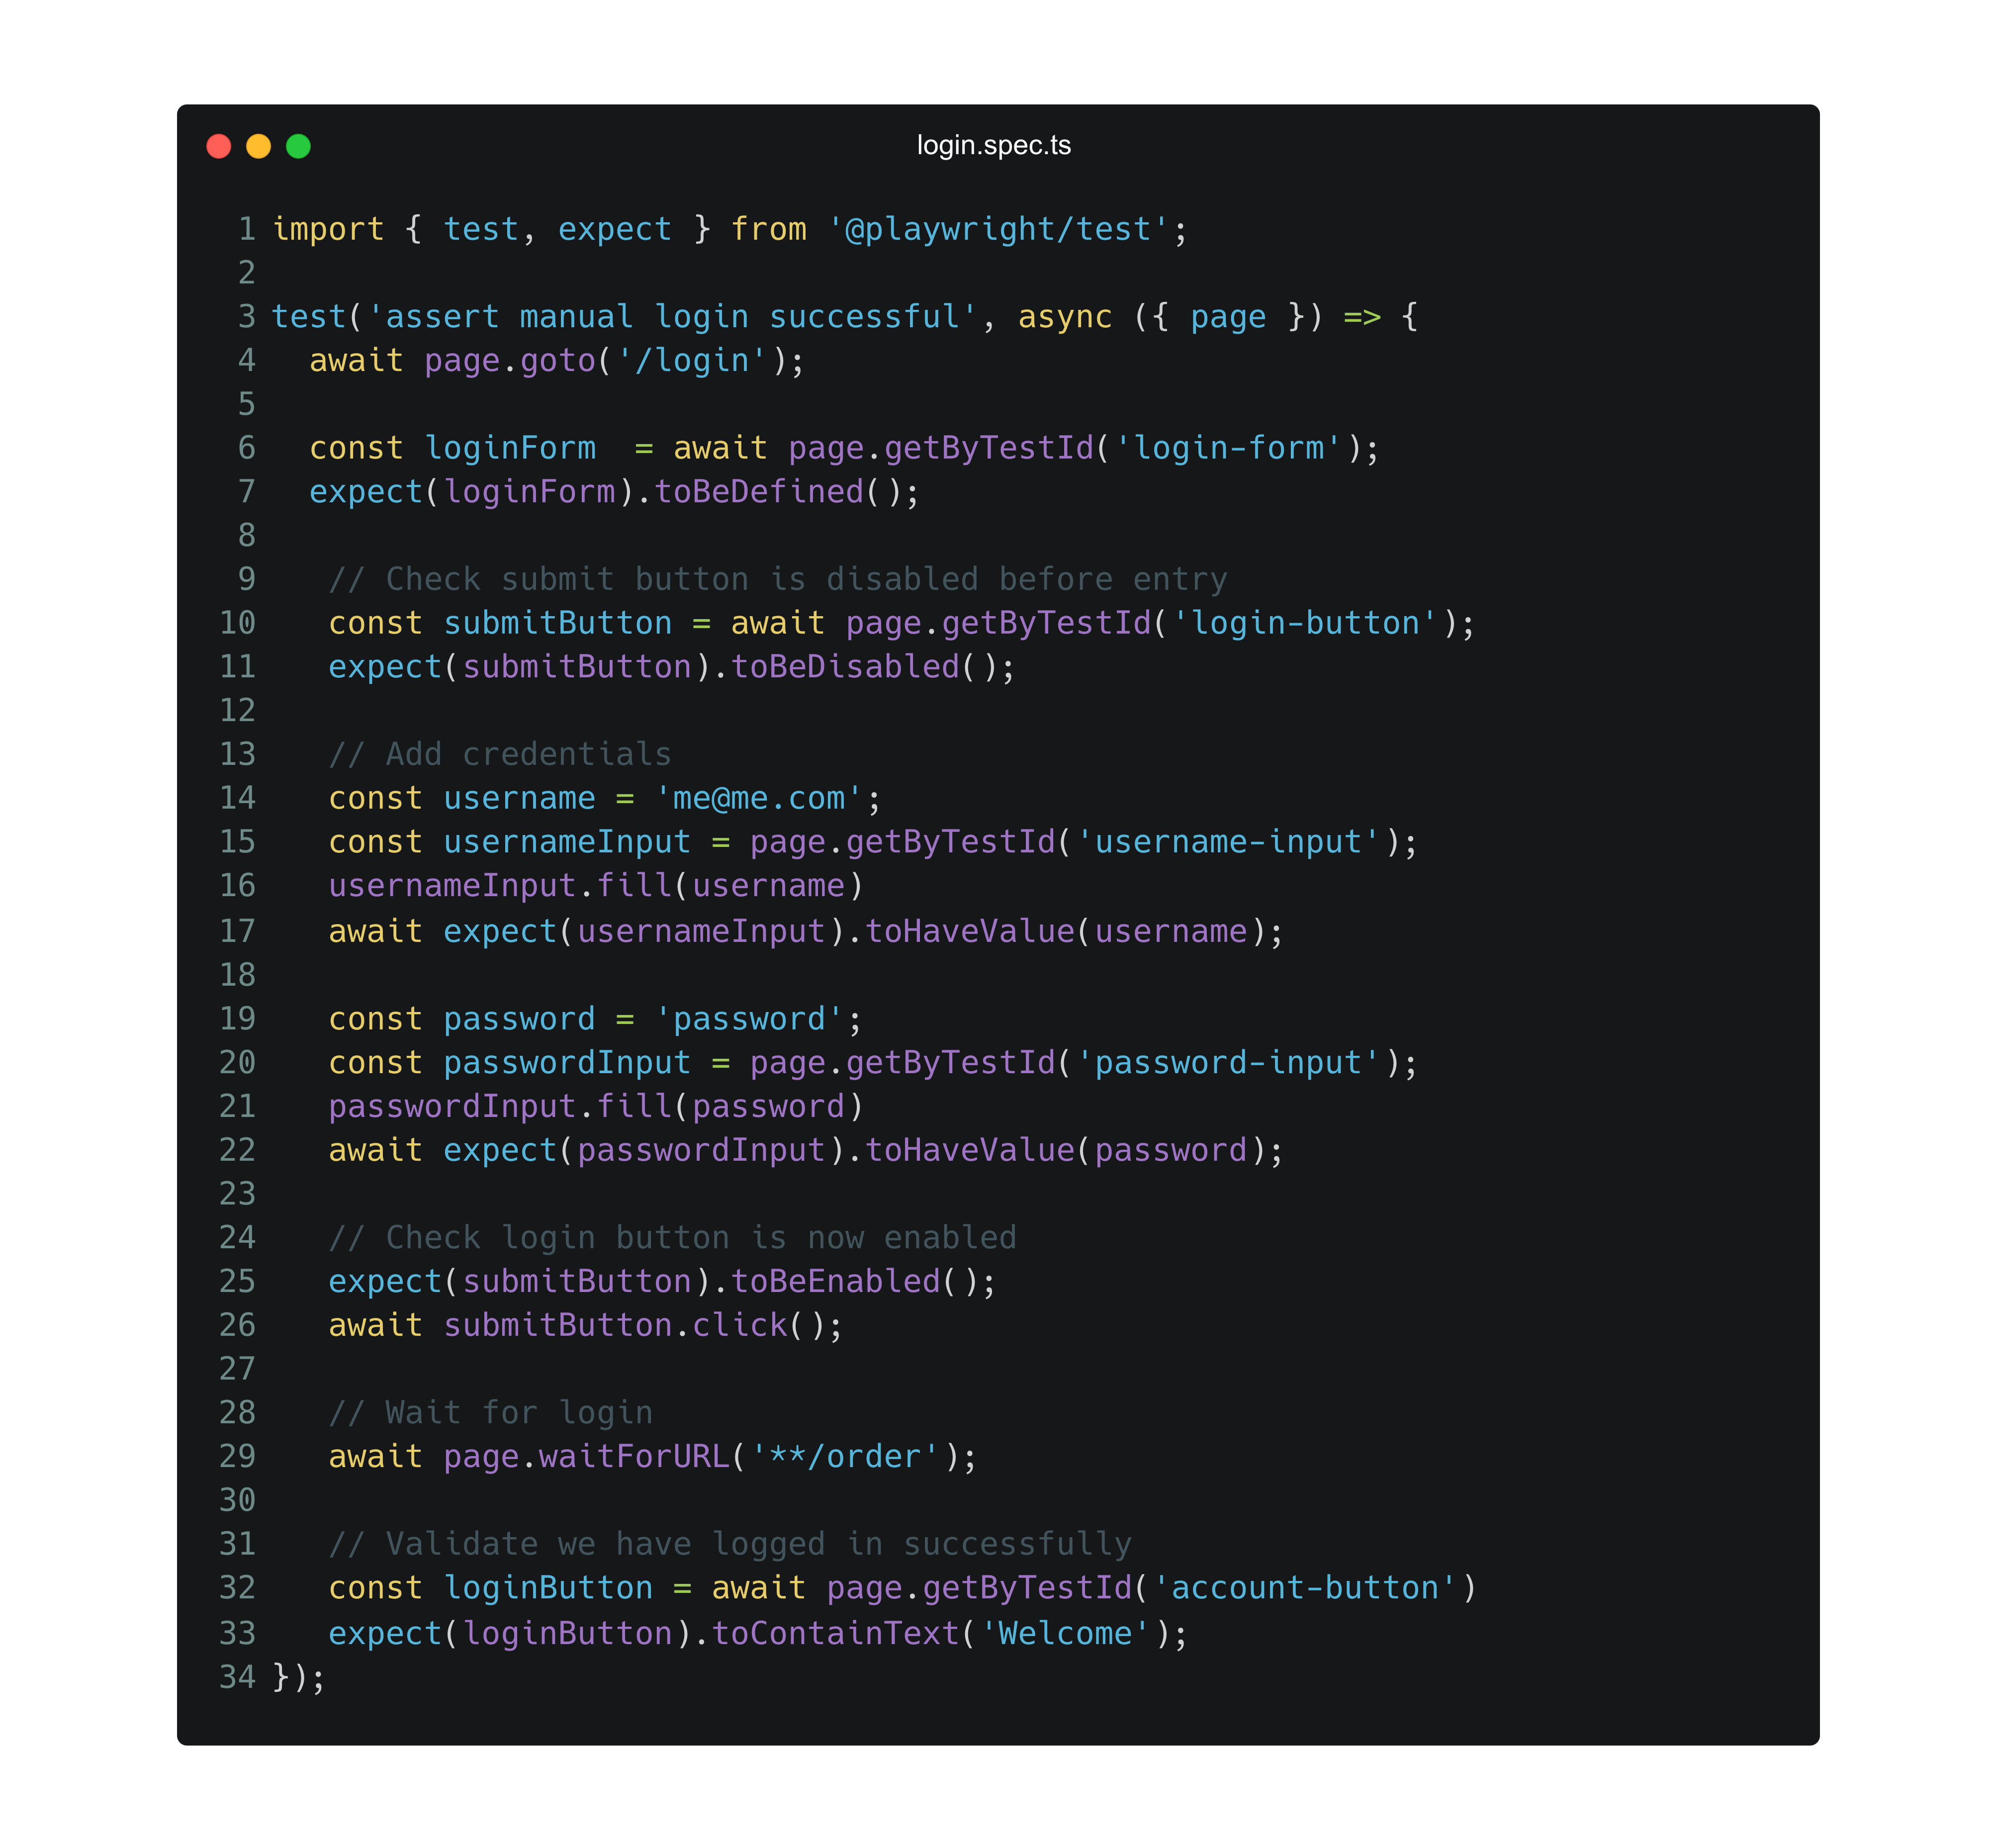 login.spec.ts
1 import { test, expect } from '@playwright/test';
2
3 test('assert manual login successful', async ({ page }) => {
4   await page.goto('/login');
5
6   const loginForm  = await page.getByTestId('login-form');
7   expect(loginForm).toBeDefined();
8
9    // Check submit button is disabled before entry
10    const submitButton = await page.getByTestId('login-button');
11    expect(submitButton).toBeDisabled();
12
13    // Add credentials
14    const username = 'me@me.com';
15    const usernameInput = page.getByTestId('username-input');
16    usernameInput.fill(username)
17    await expect(usernameInput).toHaveValue(username);
18
19    const password = 'password';
20    const passwordInput = page.getByTestId('password-input');
21    passwordInput.fill(password)
22    await expect(passwordInput).toHaveValue(password);
23
24    // Check login button is now enabled
25    expect(submitButton).toBeEnabled();
26    await submitButton.click();
27
28    // Wait for login
29    await page.waitForURL('**/order');
30
31    // Validate we have logged in successfully
32    const loginButton = await page.getByTestId('account-button')
33    expect(loginButton).toContainText('Welcome');
34 });